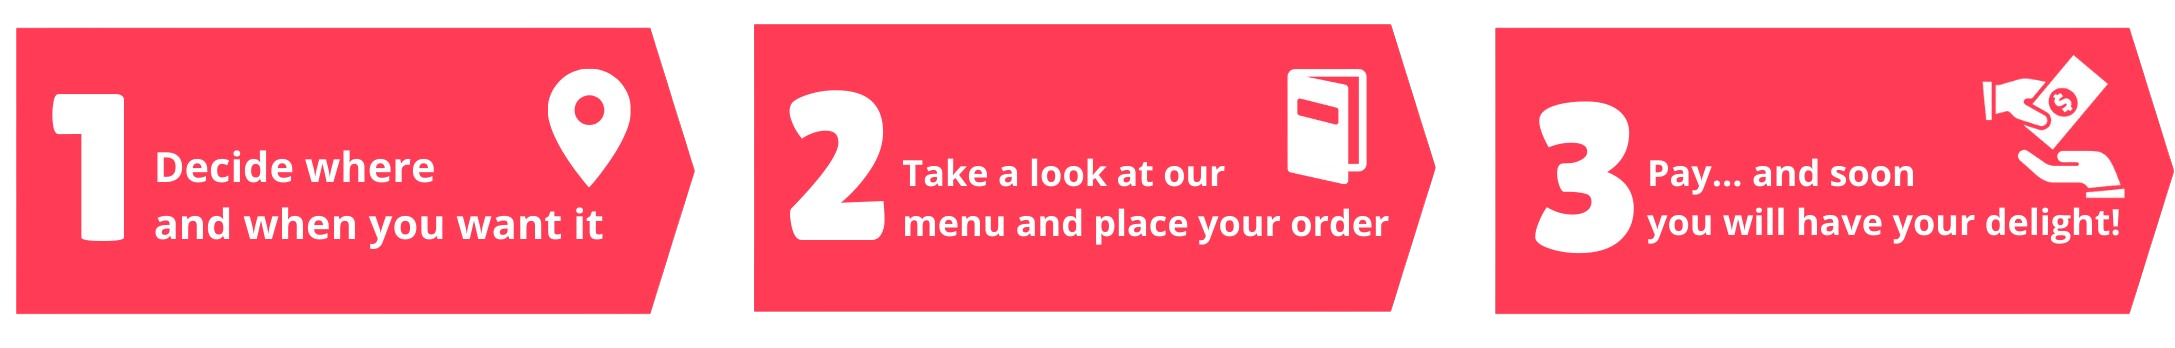 1
Decide where
and when you want it
2
Take a look at our
menu and place your order
3
Pay... and soon
you will have your delight!
$